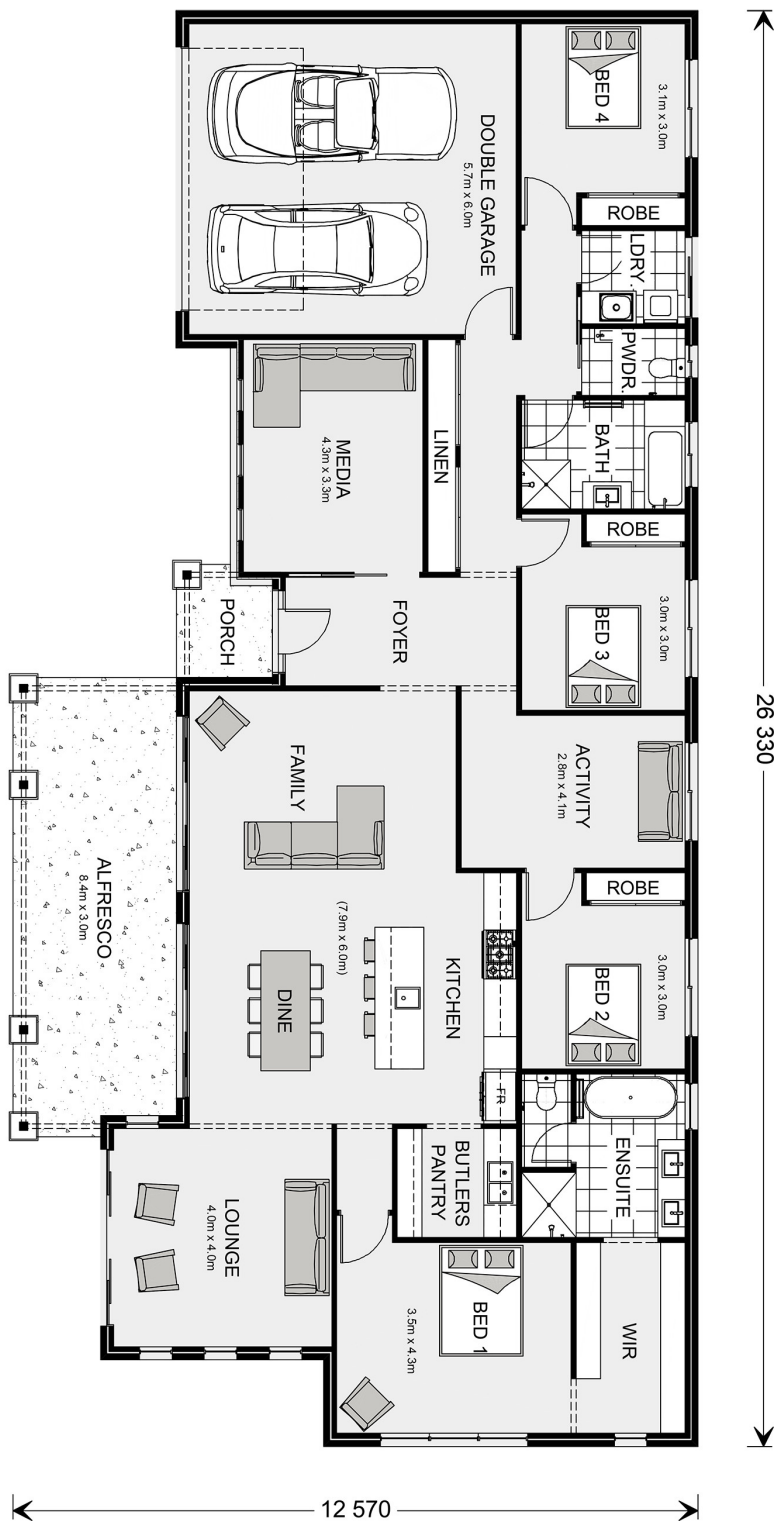 BED 4
3.1m x 3.0m
DOUBLE GARAGE
5.7m x 6.0m
ROBE
LDRY.
PWDR.
BATH
LINEN
MEDIA
4.3m x 3.3m
ROBE
BED 3
3.0m x 3.0m
PORCH
FOYER
26 330
FAMILY
ACTIVITY
2.8m x 4.1m
ALFRESCO
8.4m x 3.0m
(7.9m x 6.0m)
ROBE
BED 2
3.0m x 3.0m
KITCHEN
DINE
FR
BUTLERS
PANTRY
ENSUITE
LOUNGE
4.0m x 4.0m
BED 1
3.5m x 4.3m
WIR
12 570